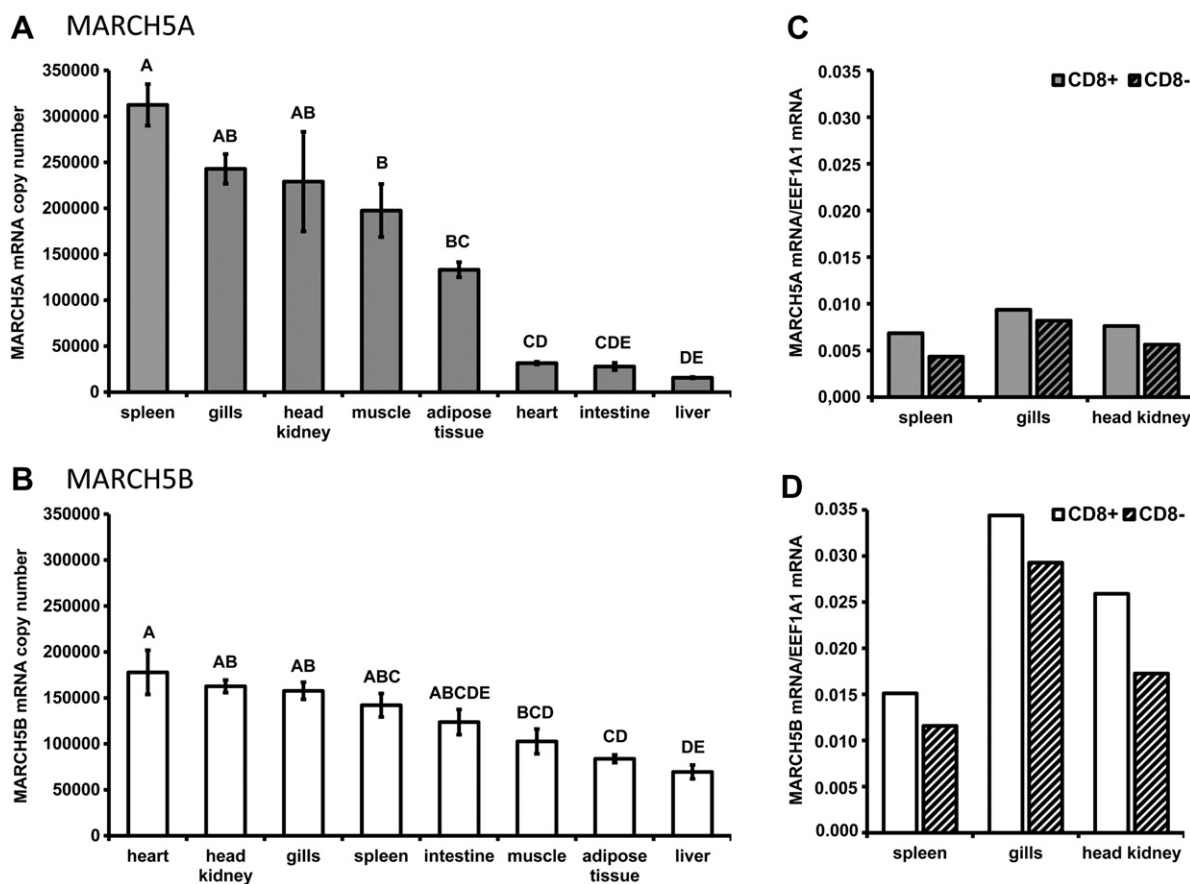 A MARCH5A
MARCH5A mRNA copy number
350000
300000
250000
200000
150000
100000
50000
0
A
AB
AB
B
BC
CD
CDE
DE
spleen gills head kidney muscle adipose tissue heart intestine liver
B MARCH5B
MARCH5B mRNA copy number
350000
300000
250000
200000
150000
100000
50000
0
A
AB
AB
ABC
ABCDE
BCD
CD
DE
heart head kidney gills spleen intestine muscle adipose tissue liver
C
MARCH5A mRNA/EEF1A1 mRNA
0.035
0.030
0.025
0.020
0.015
0.010
0.005
0,000
CD8+ CD8-
spleen gills head kidney
D
MARCH5B mRNA/EEF1A1 mRNA
0.035
0.030
0.025
0.020
0.015
0.010
0.005
0.000
CD8+ CD8-
spleen gills head kidney